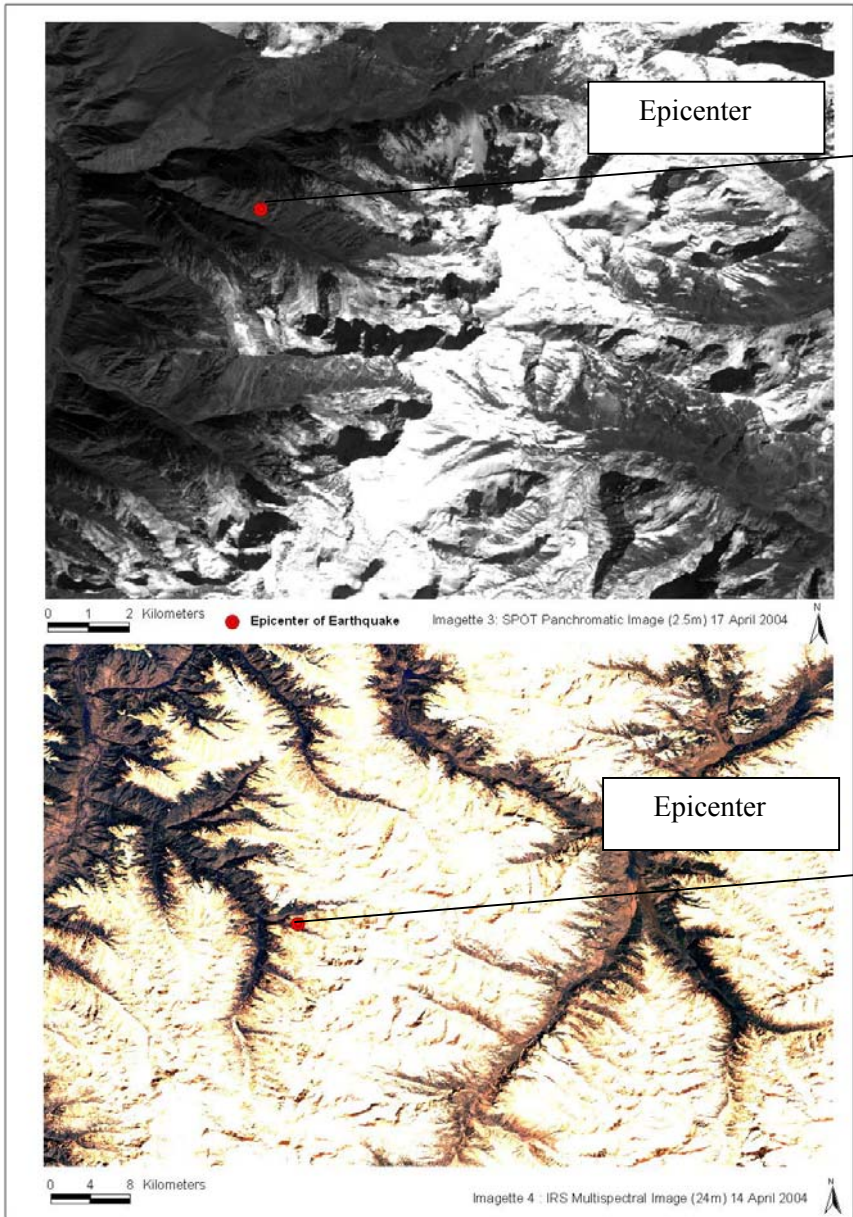 Epicenter
0 1 2 Kilometers
Epicenter of Earthquake
Imagette 3: SPOT Panchromatic Image (2.5m) 17 April 2004
N
Epicenter
0 4 8 Kilometers
Imagette 4 : IRS Multispectral Image (24m) 14 April 2004
N